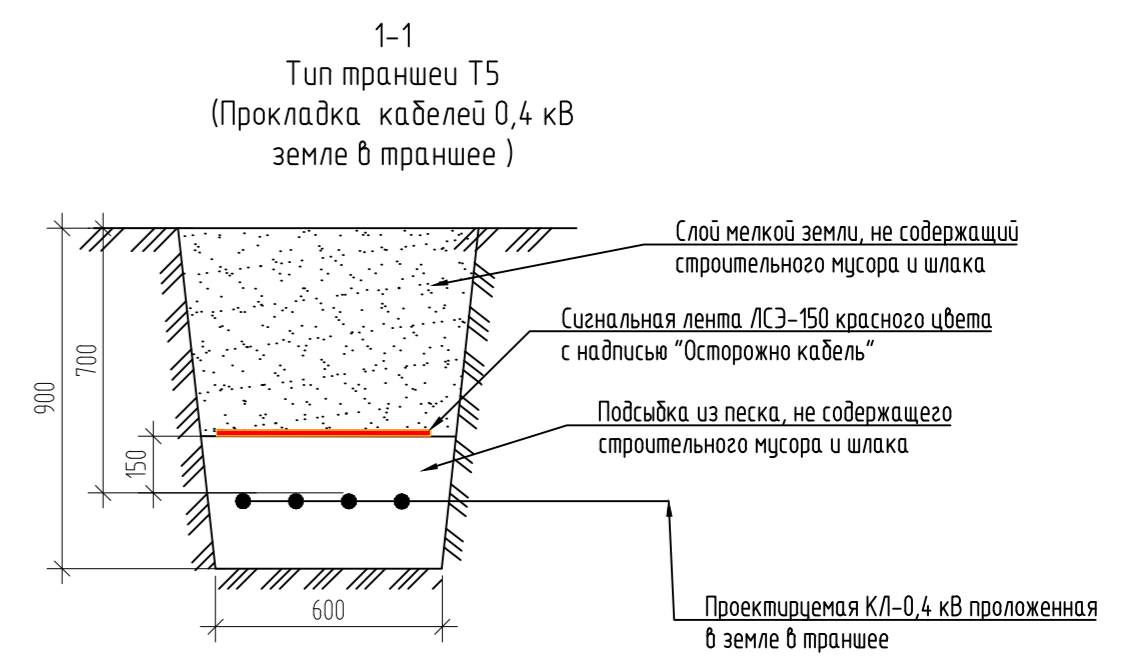 1-1
Тип траншеи Т5
(Прокладка кабелей 0,4 кВ
земле в траншее )
Слой мелкой земли, не содержащий
строительного мусора и шлака
Сигнальная лента ЛСЭ-150 красного цвета
с надписью "Осторожно кабель"
Подсыбка из песка, не содержащего
строительного мусора и шлака
900
700
150
600
Проектируемая КЛ-0,4 кВ проложенная
в земле в траншее